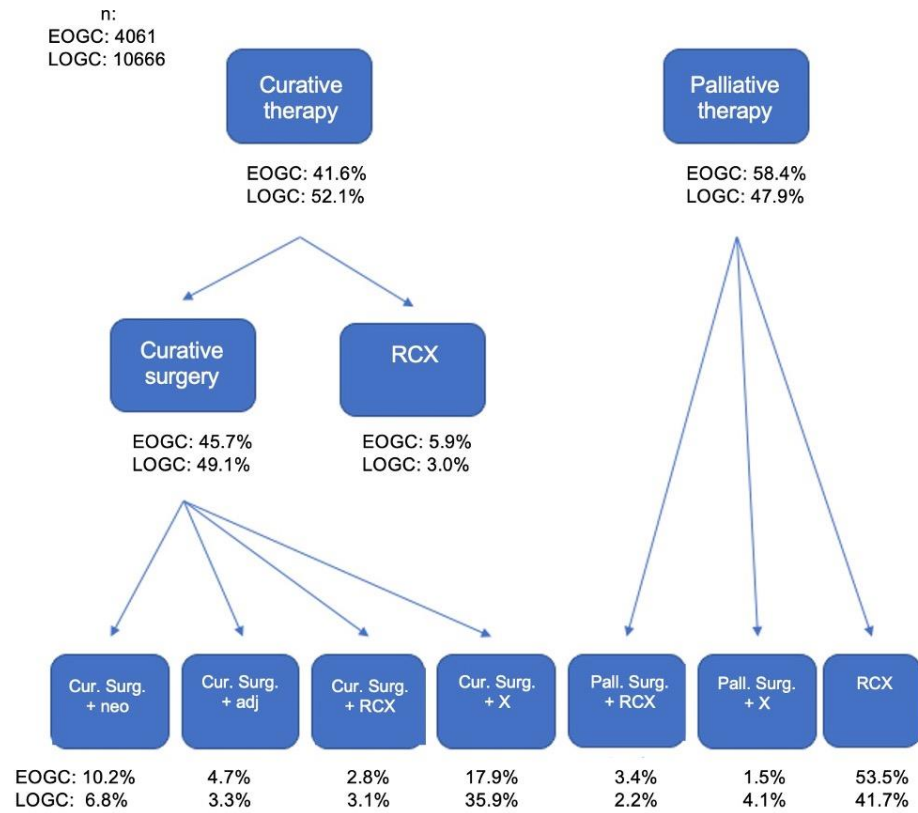 n:
EOGC: 4061
LOGC: 10666
Curative
therapy
EOGC: 41.6%
LOGC: 52.1%
Palliative
therapy
EOGC: 58.4%
LOGC: 47.9%
Curative
surgery
EOGC: 45.7%
LOGC: 49.1%
RCX
EOGC: 5.9%
LOGC: 3.0%
Cur. Surg.
+ neo
Cur. Surg.
+ adj
Cur. Surg.
+ RCX
Cur. Surg.
+ X
Pall. Surg.
+ RCX
Pall. Surg.
+ X
RCX
EOGC: 10.2% 4.7% 2.8% 17.9% 3.4% 1.5% 53.5%
LOGC: 6.8% 3.3% 3.1% 35.9% 2.2% 4.1% 41.7%